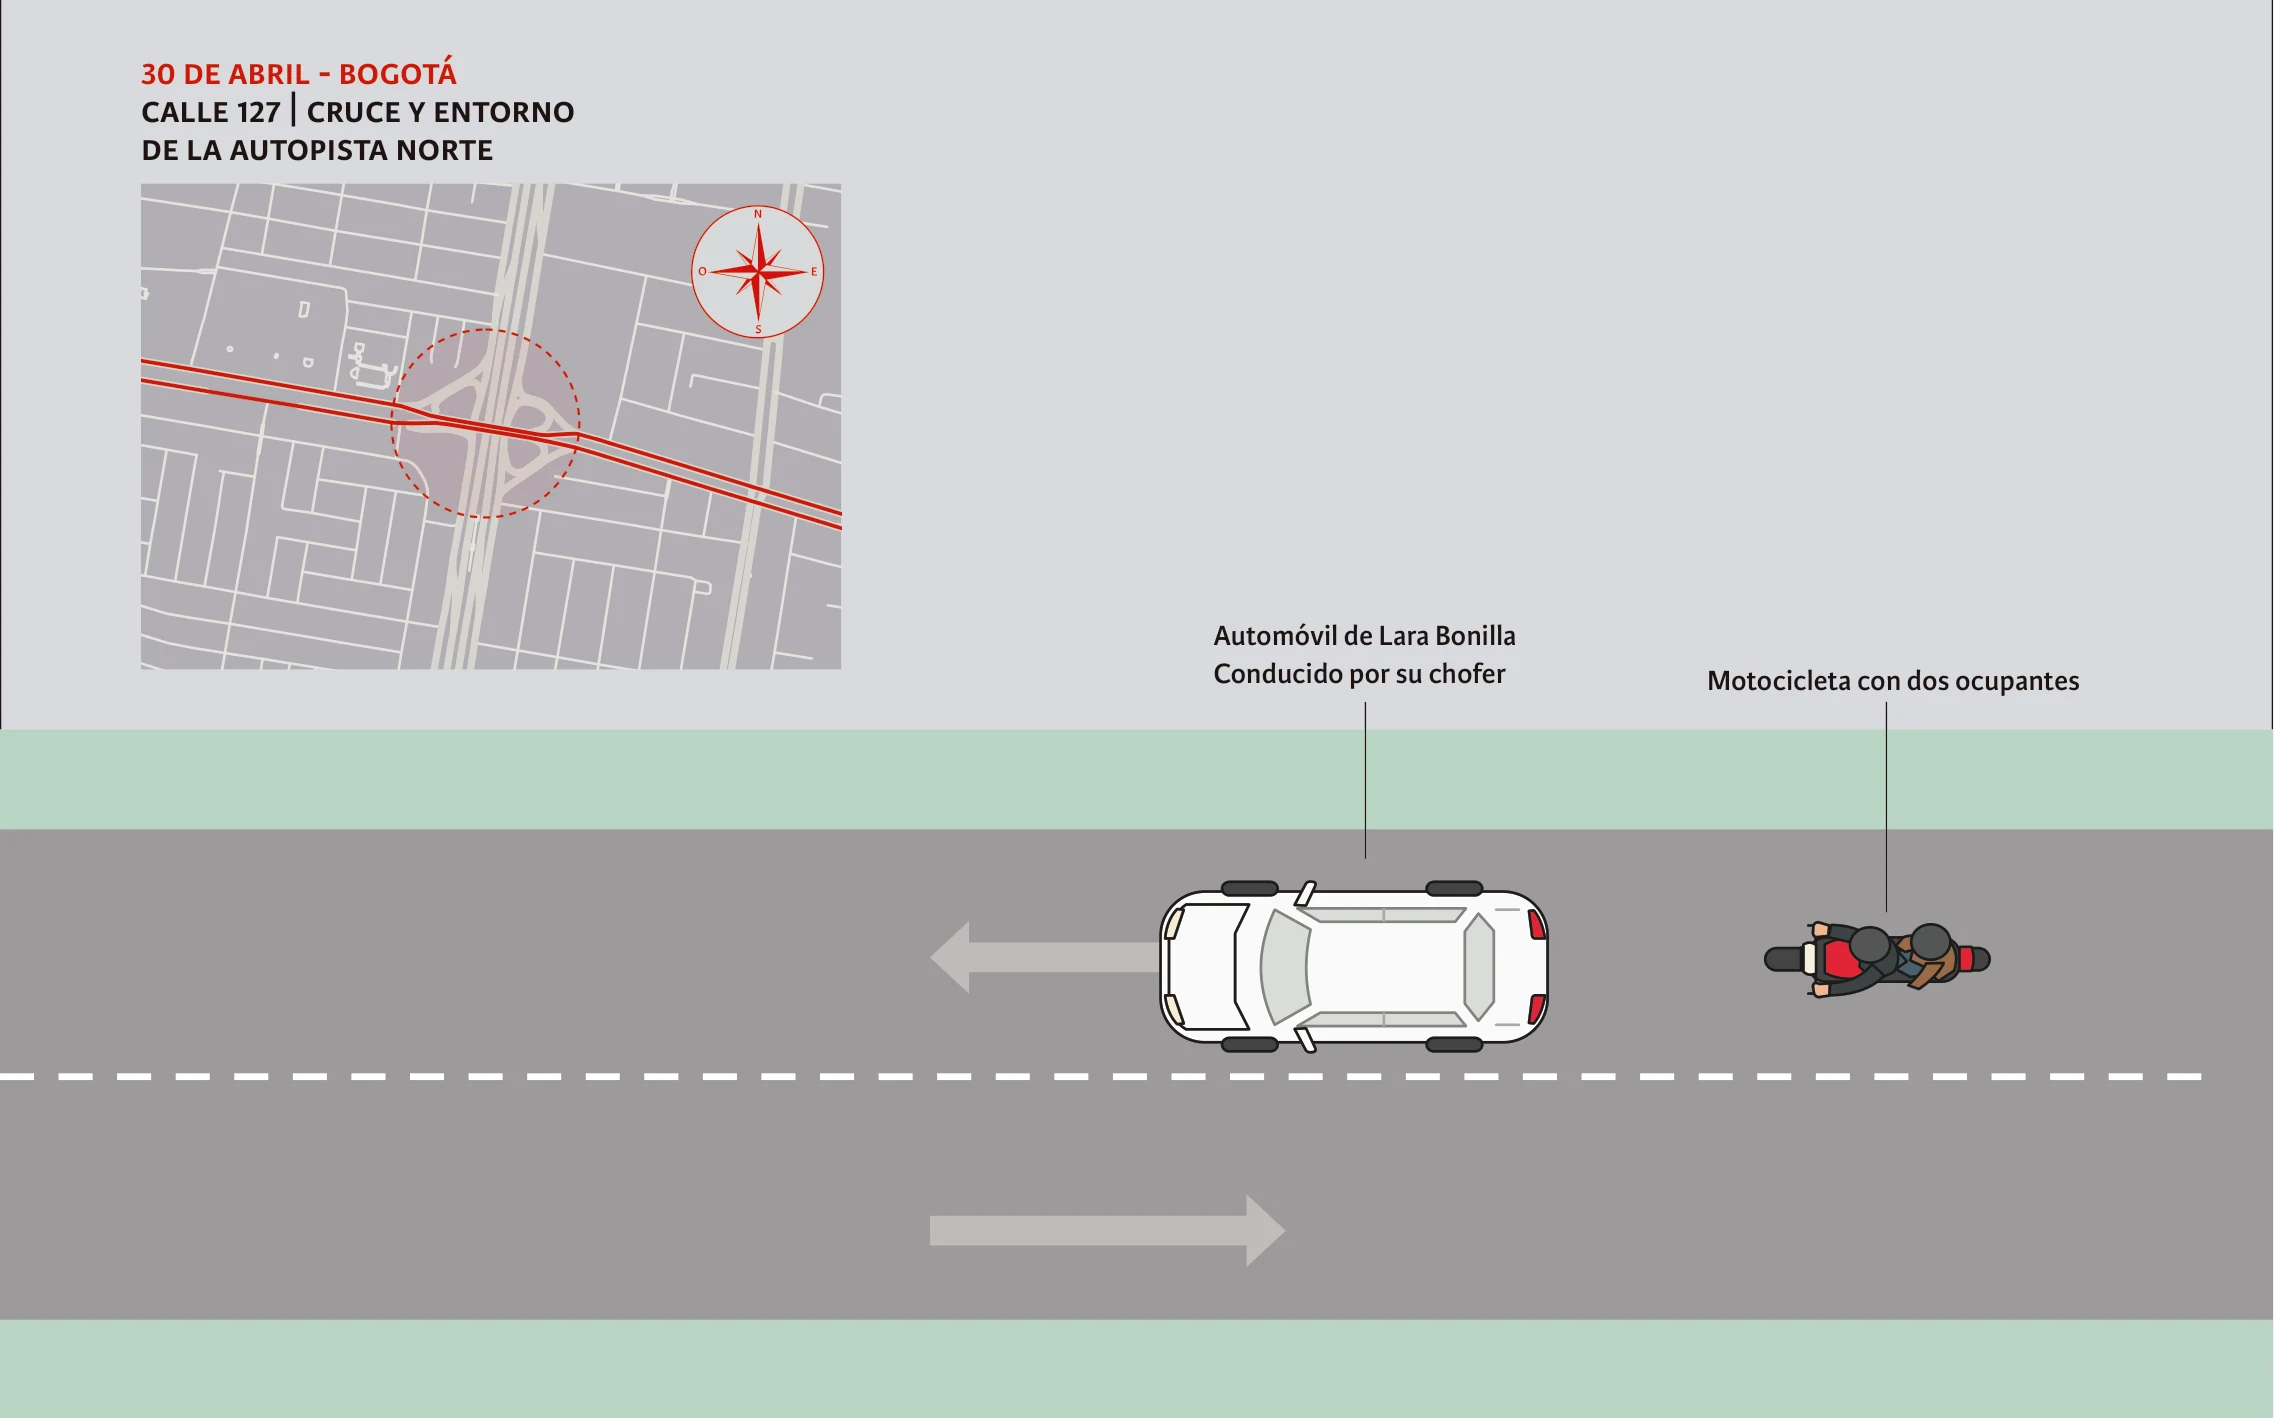 30 DE ABRIL - BOGOTÁ
CALLE 127 | CRUCE Y ENTORNO
DE LA AUTOPISTA NORTE
N
O
E
S
Automóvil de Lara Bonilla
Conducido por su chofer
Motocicleta con dos ocupantes